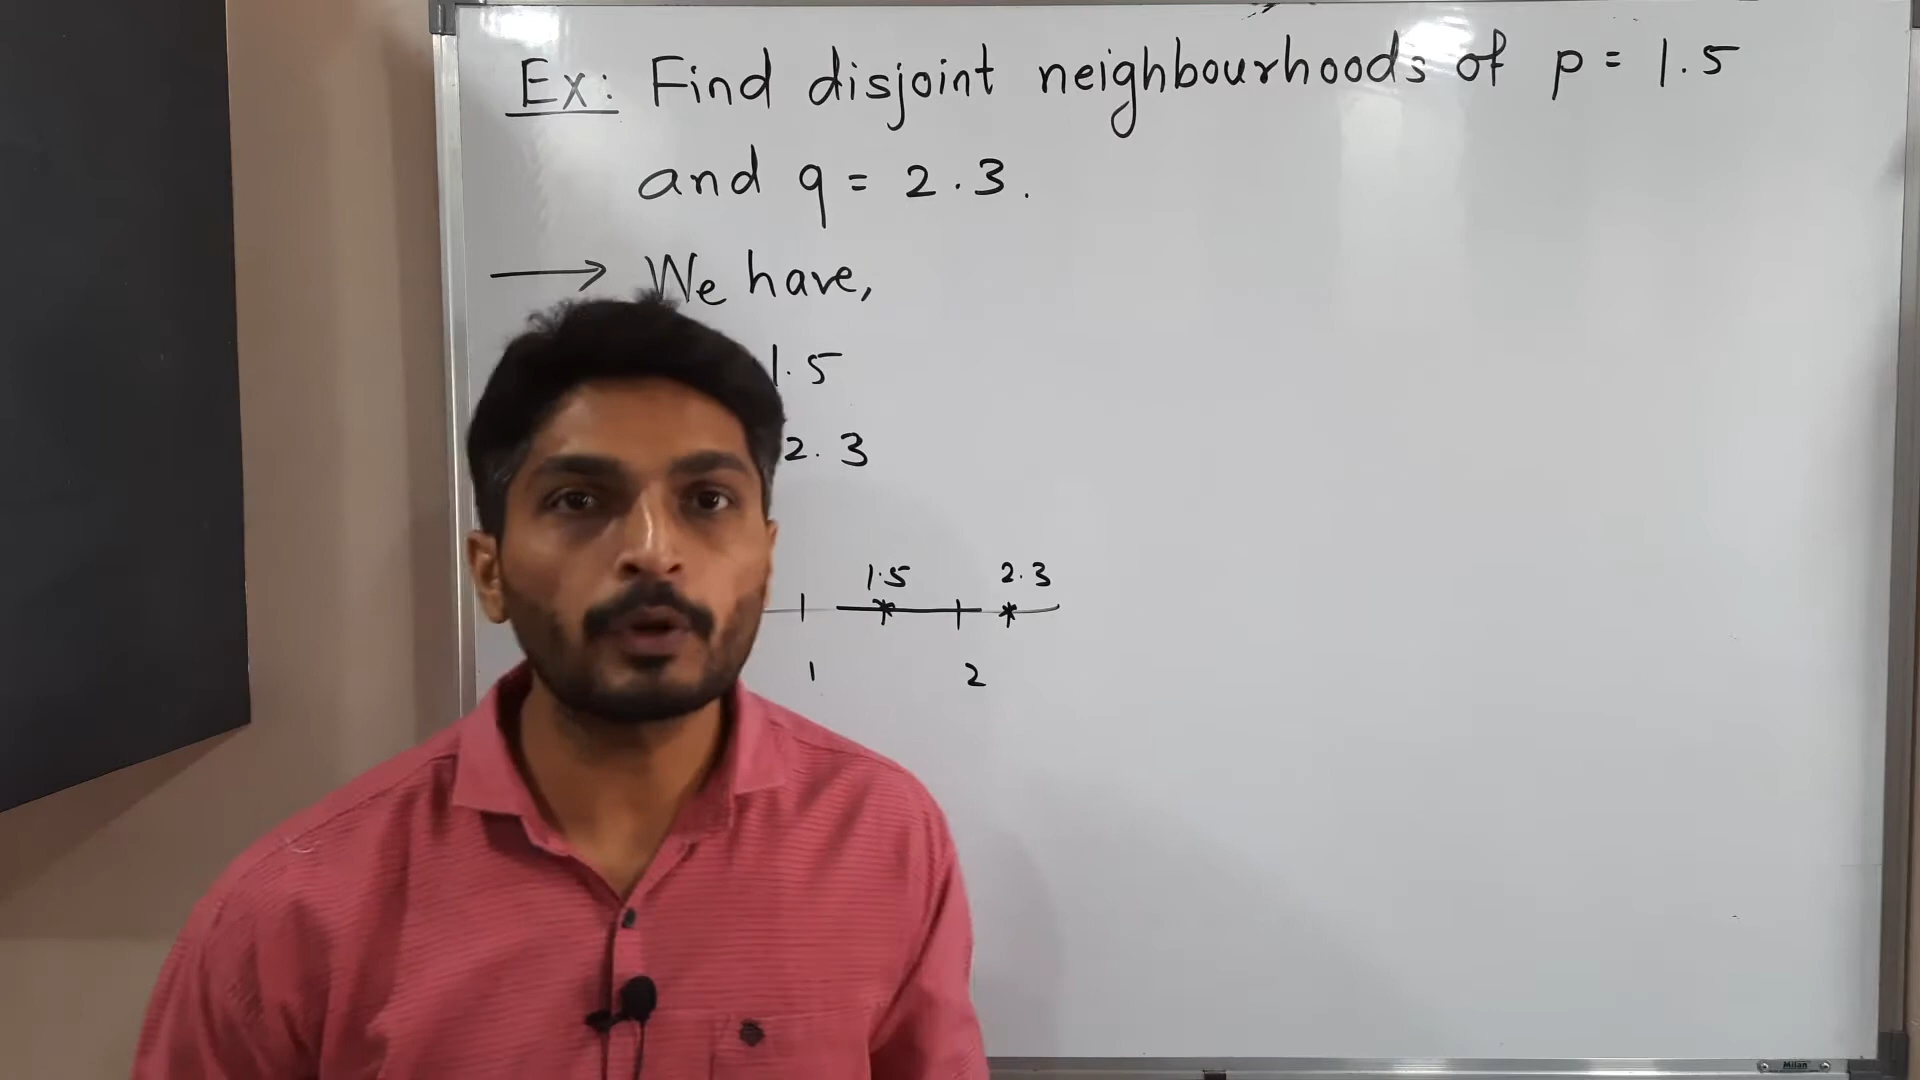 Ex: Find disjoint neighbourhoods of p = 1.5
and q = 2.3.
→ We have,
1.5
2.3
1.5 2.3
1 2
Milan